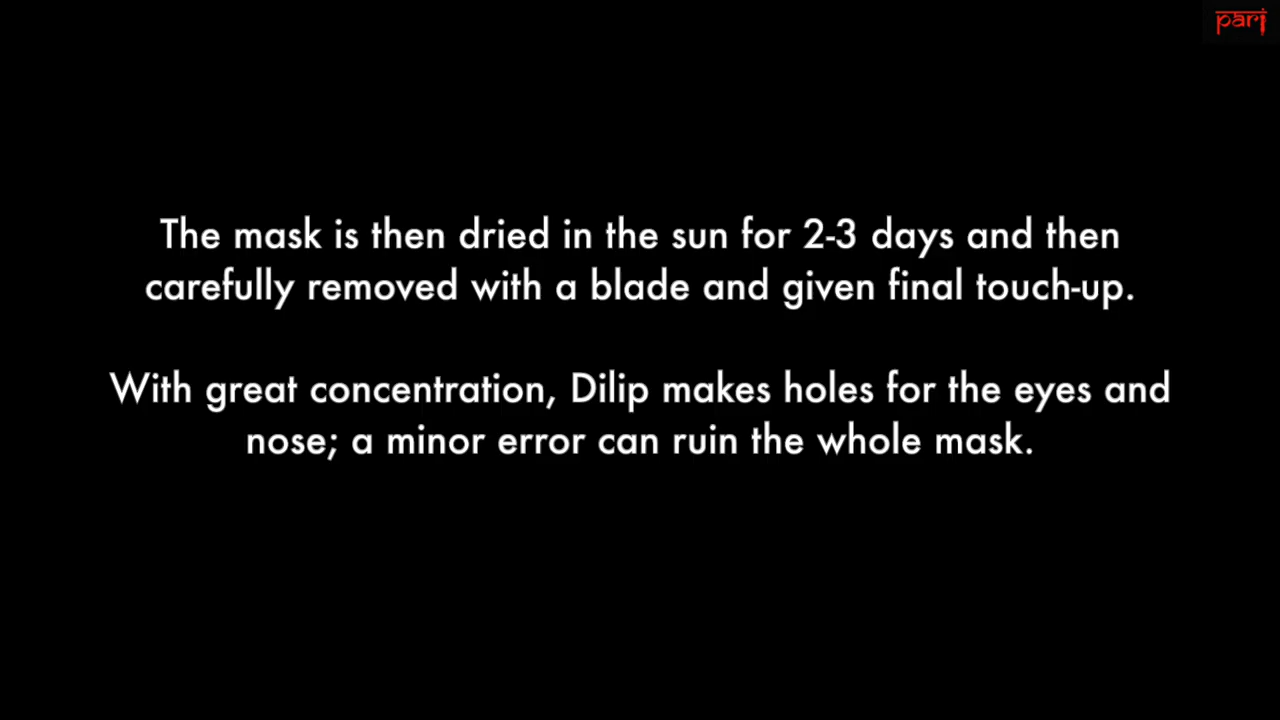 pari
The mask is then dried in the sun for 2-3 days and then
carefully removed with a blade and given final touch-up.
With great concentration, Dilip makes holes for the eyes and
nose; a minor error can ruin the whole mask.